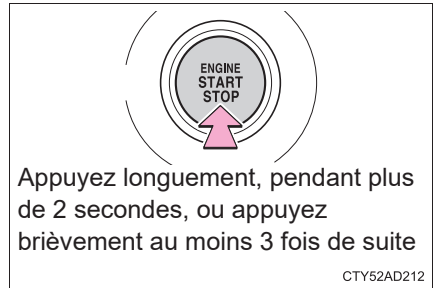 ENGINE
START
STOP
Appuyez longuement, pendant plus
de 2 secondes, ou appuyez
brièvement au moins 3 fois de suite
CTY52AD212